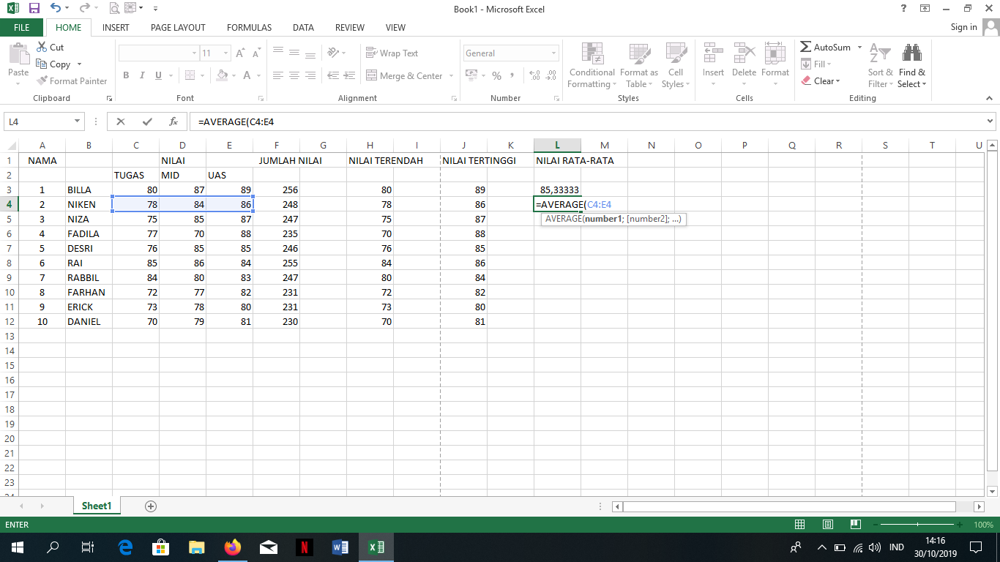 Book1 - Microsoft Excel
FILE HOME INSERT PAGE LAYOUT FORMULAS DATA REVIEW VIEW Sign in
Paste Cut Copy Format Painter
Clipboard
11 A A
B I U A
Font
Wrap Text
Merge & Center
Alignment
General
% ,
Number
Conditional Formatting Format as Table Cell Styles
Styles
Insert Delete Format
Cells
AutoSum Fill Clear
Sort & Filter Find & Select
Editing
L4 fx =AVERAGE(C4:E4
A B C D E F G H I J K L M N O P Q R S T U
1 NAMA NILAI JUMLAH NILAI NILAI TERENDAH NILAI TERTINGGI NILAI RATA-RATA
2 TUGAS MID UAS
3 1 BILLA 80 87 89 256 80 89 85,33333
4 2 NIKEN 78 84 86 248 78 86 =AVERAGE(C4:E4
5 3 NIZA 75 85 87 247 75 87 AVERAGE(number1; [number2]; ...)
6 4 FADILA 77 70 88 235 70 88
7 5 DESRI 76 85 85 246 76 85
8 6 RAI 85 86 84 255 84 86
9 7 RABBIL 84 80 83 247 80 84
10 8 FARHAN 72 77 82 231 72 82
11 9 ERICK 73 78 80 231 73 80
12 10 DANIEL 70 79 81 230 70 81
13
14
15
16
17
18
19
20
21
22
23
Sheet1
ENTER 100%
IND 14:16
30/10/2019